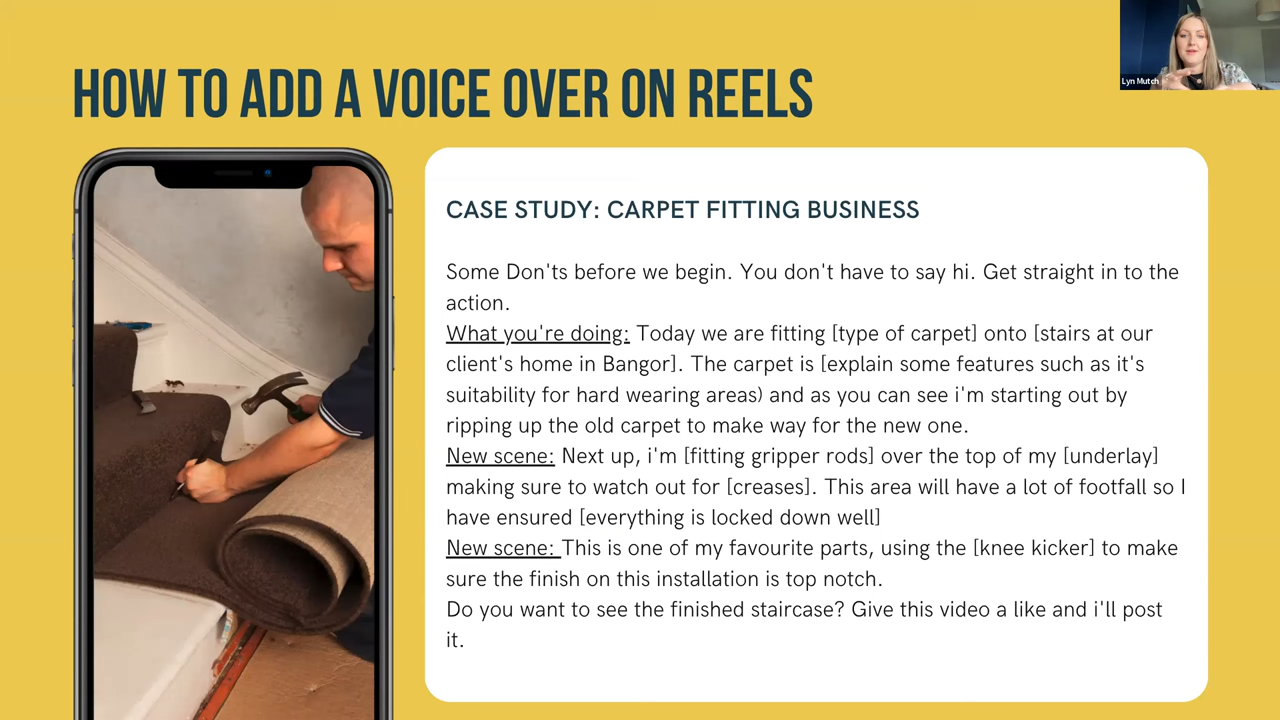 HOW TO ADD A VOICE OVER ON REELS
Lyn Mutch
CASE STUDY: CARPET FITTING BUSINESS
Some Don'ts before we begin. You don't have to say hi. Get straight in to the
action.
What you're doing: Today we are fitting [type of carpet] onto [stairs at our
client's home in Bangor]. The carpet is [explain some features such as it's
suitability for hard wearing areas) and as you can see i'm starting out by
ripping up the old carpet to make way for the new one.
New scene: Next up, i'm [fitting gripper rods] over the top of my [underlay]
making sure to watch out for [creases]. This area will have a lot of footfall so I
have ensured [everything is locked down well]
New scene: This is one of my favourite parts, using the [knee kicker] to make
sure the finish on this installation is top notch.
Do you want to see the finished staircase? Give this video a like and i'll post
it.